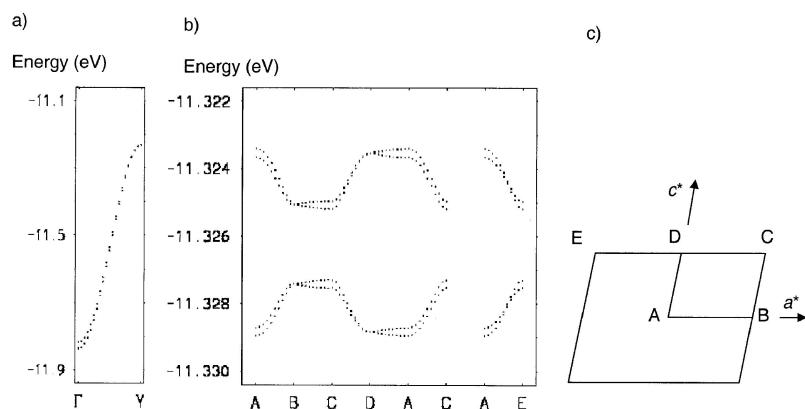 a)
Energy (eV)
-11.1
-11.5
-11.9
Γ Y
b)
Energy (eV)
-11.322
-11.324
-11.326
-11.328
-11.330
A B C D A C A E
c)
c*
E D C
A B a*